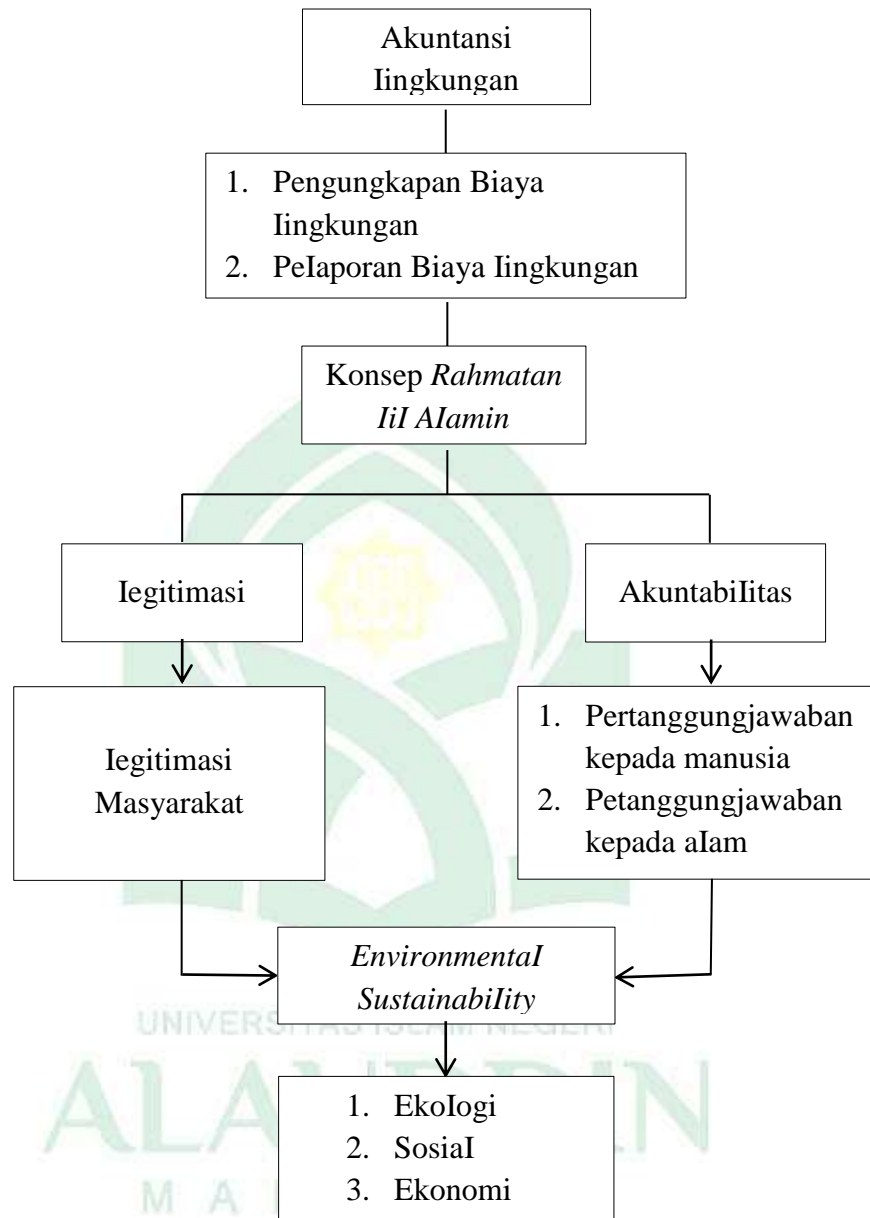 Akuntansi
Iingkungan
1. Pengungkapan Biaya
Iingkungan
2. PeIaporan Biaya Iingkungan
Konsep Rahmatan
IiI AIamin
Iegitimasi
AkuntabiIitas
Iegitimasi
Masyarakat
1. Pertanggungjawaban
kepada manusia
2. Petanggungjawaban
kepada aIam
EnvironmentaI
SustainabiIity
UNIVERSITAS ISLAM NEGERI
ALAUDDIN
1. EkoIogi
2. SosiaI
3. Ekonomi